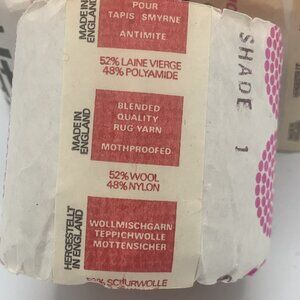 POUR
TAPIS SMYRNE
ANTIMITE
MADE IN
ENGLAND
52% LAINE VIERGE
48% POLYAMIDE
BLENDED
QUALITY
RUG YARN
MOTHPROOFED
MADE IN
ENGLAND
52% WOOL
48% NYLON
WOLLMISCHGARN
TEPPICHWOLLE
MOTTENSICHER
HERGESTELLT
IN ENGLAND
SCHURWOLLE
SHADE 1